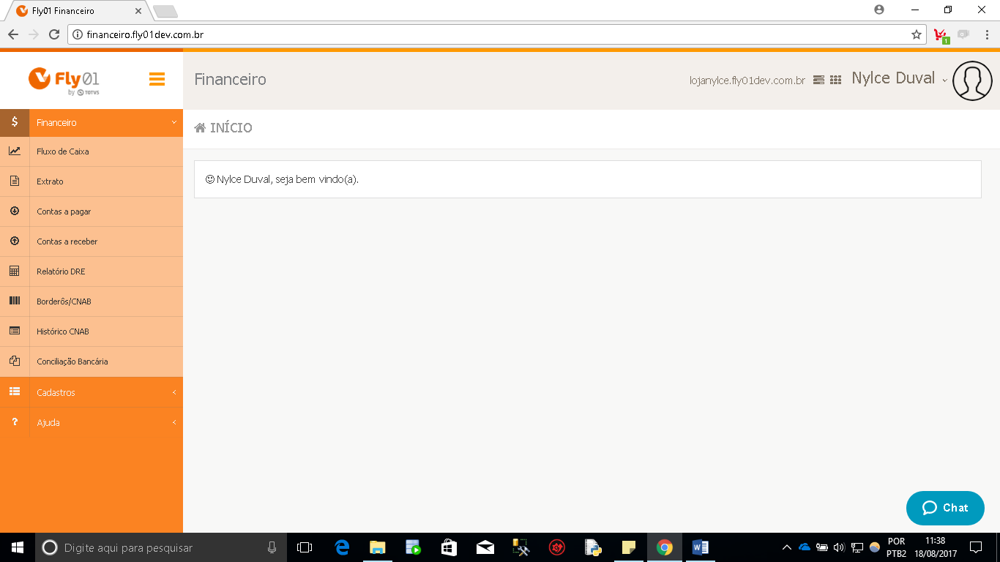 Fly01 Financeiro
financeiro.fly01dev.com.br
1
Fly01
by TOTVS
Financeiro
lojanylce.fly01dev.com.br
Nylce Duval
$ Financeiro
INÍCIO
Fluxo de Caixa
Nylce Duval, seja bem vindo(a).
Extrato
Contas a pagar
Contas a receber
Relatório DRE
Borderôs/CNAB
Histórico CNAB
Conciliação Bancária
Cadastros
? Ajuda
Chat
Digite aqui para pesquisar
POR
PTB2
11:38
18/08/2017